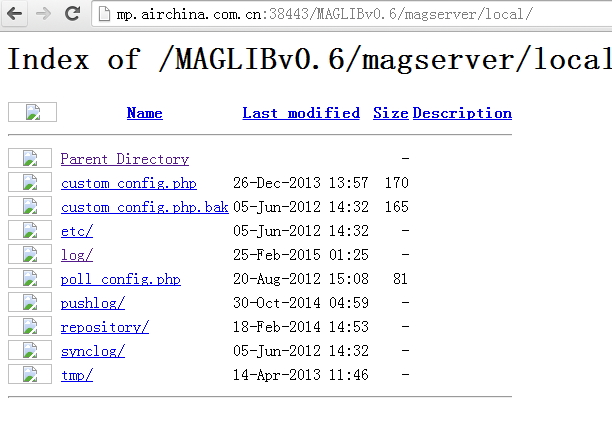 mp.airchina.com.cn:38443/MAGLIBv0.6/magserver/local/
Index of /MAGLIBv0.6/magserver/local
Name Last modified Size Description
Parent Directory -
custom_config.php 26-Dec-2013 13:57 170
custom_config.php.bak 05-Jun-2012 14:32 165
etc/ 05-Jun-2012 14:32 -
log/ 25-Feb-2015 01:25 -
poll_config.php 20-Aug-2012 15:08 81
pushlog/ 30-Oct-2014 04:59 -
repository/ 18-Feb-2014 14:53 -
synclog/ 05-Jun-2012 14:32 -
tmp/ 14-Apr-2013 11:46 -